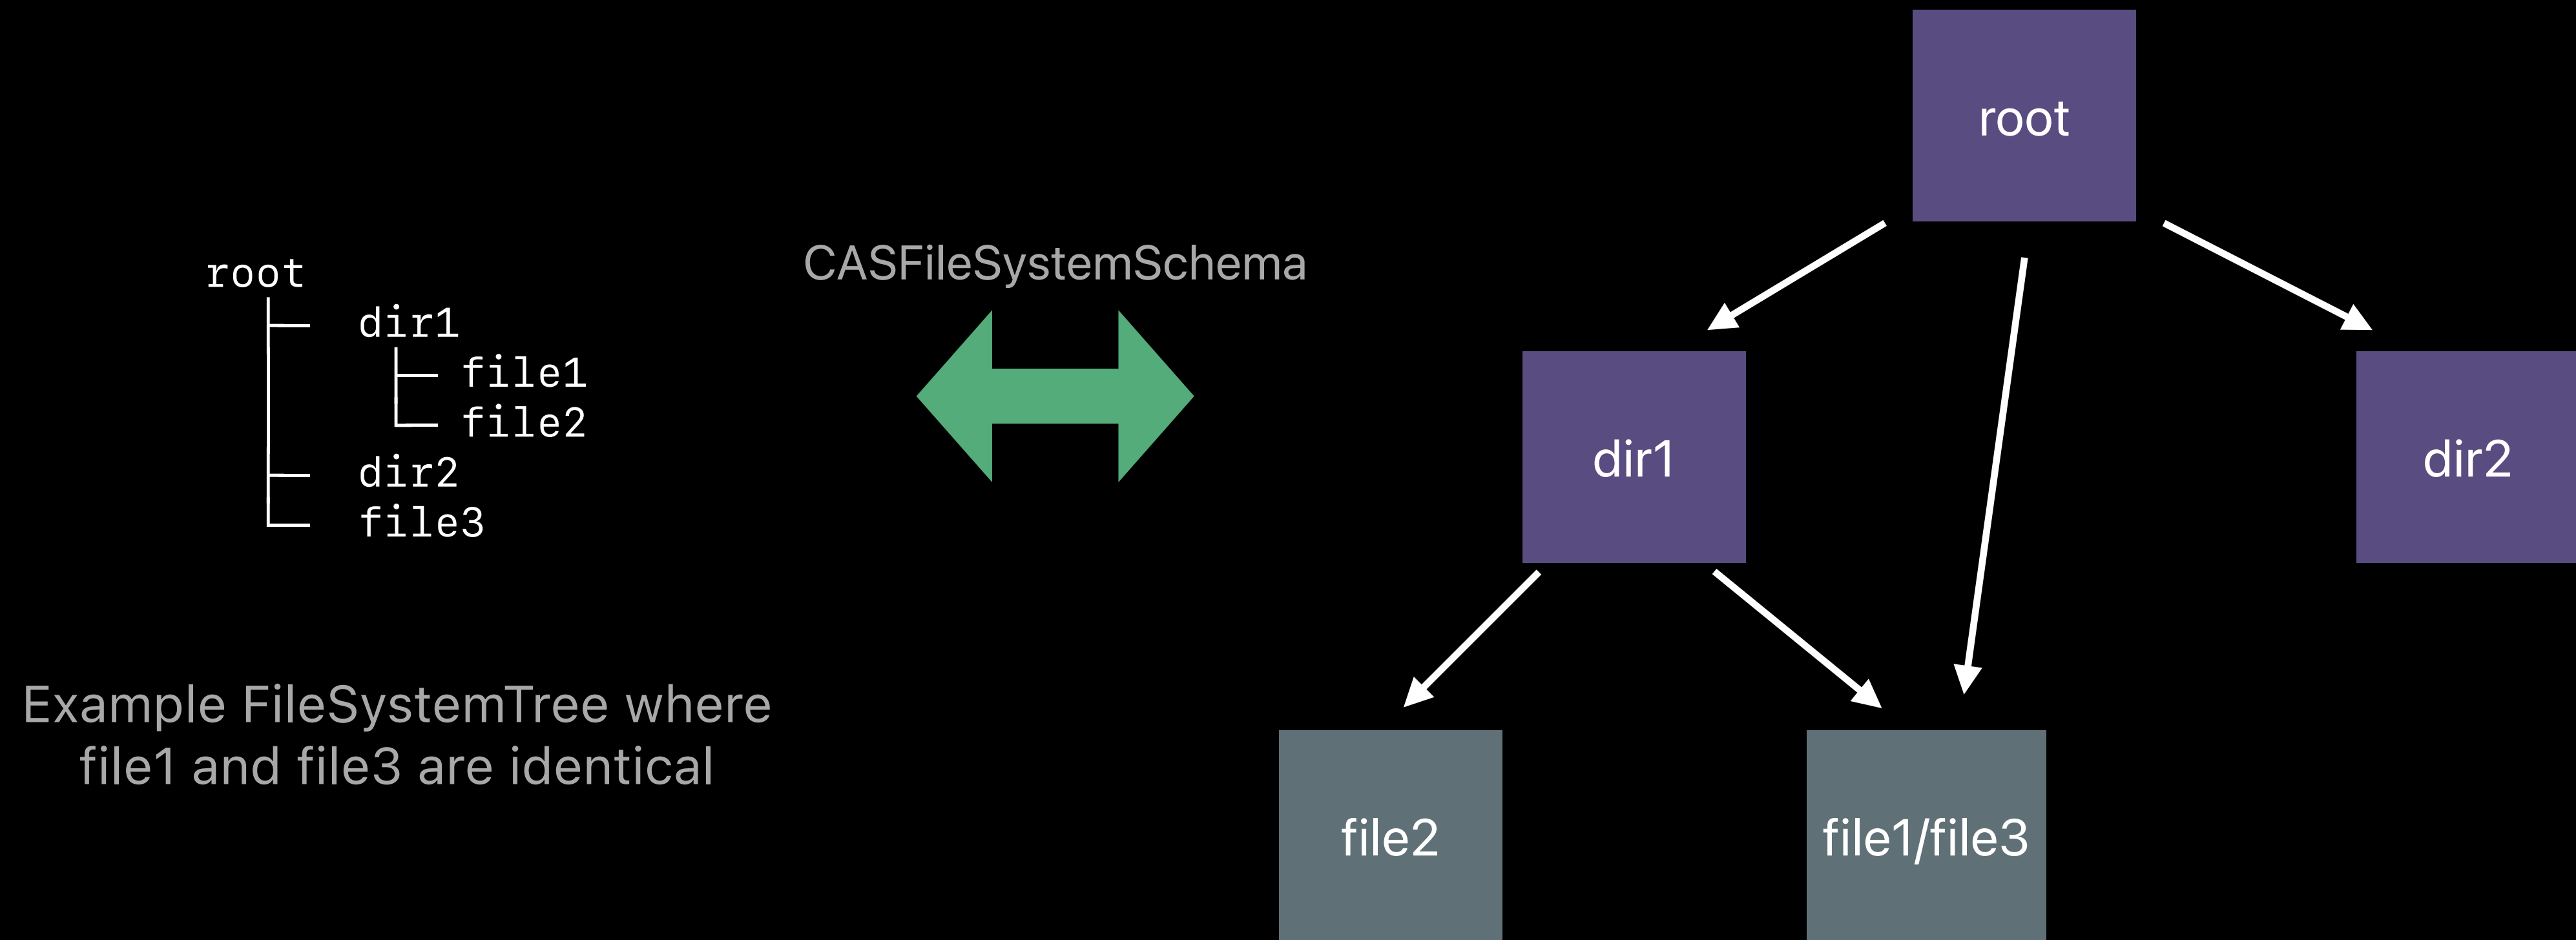 root
dir1
file1
file2
dir2
file3
Example FileSystemTree where
file1 and file3 are identical
CASFileSystemSchema
root
dir1
dir2
file2
file1/file3